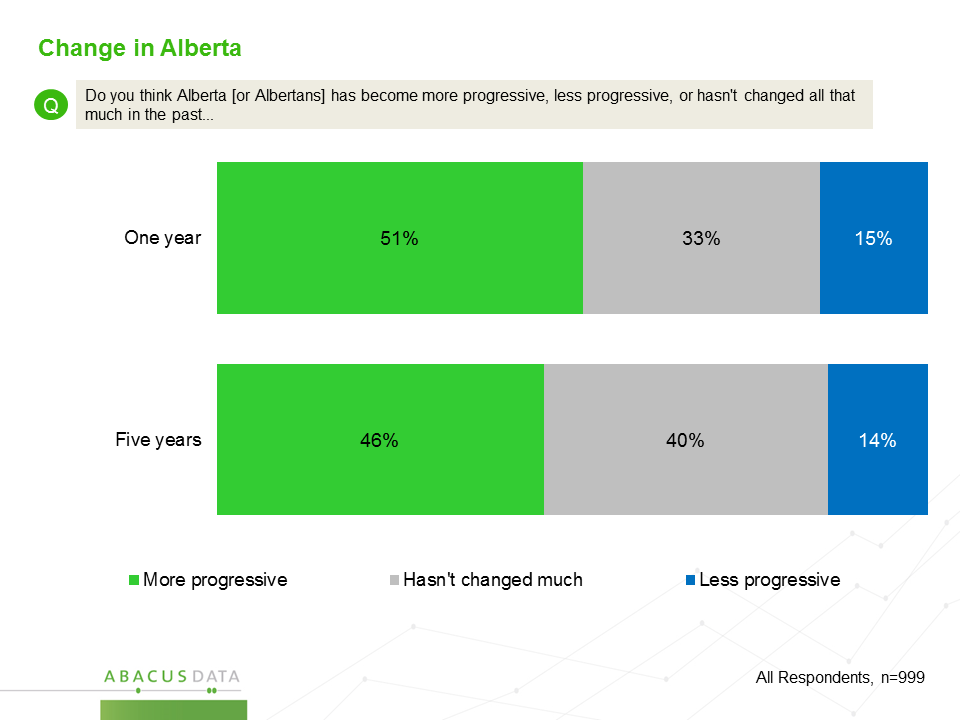 Change in Alberta
Q
Do you think Alberta [or Albertans] has become more progressive, less progressive, or hasn't changed all that
much in the past...
One year
51%
33%
15%
Five years
46%
40%
14%
More progressive
Hasn't changed much
Less progressive
ABACUS DATA
All Respondents, n=999